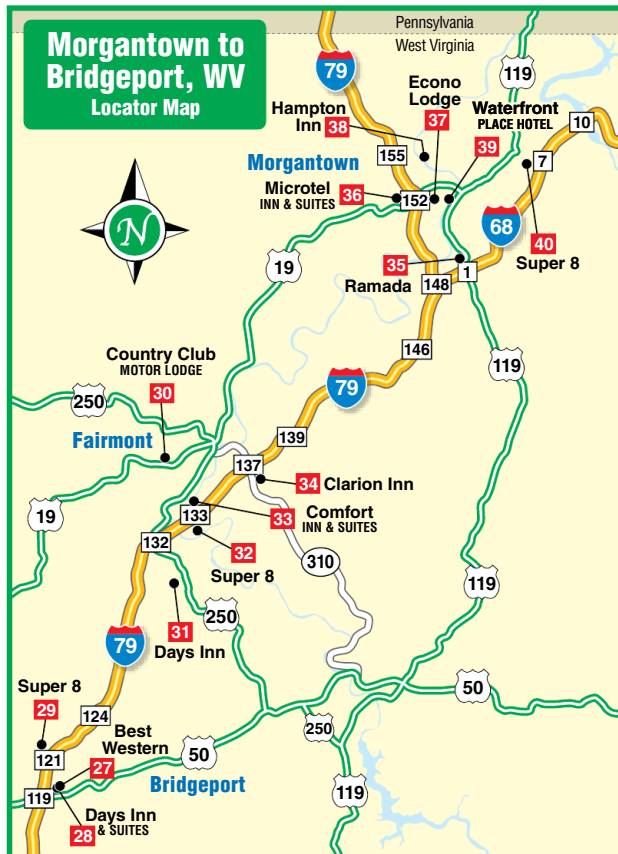 Morgantown to
Bridgeport, WV
Locator Map
Pennsylvania
West Virginia
79
119
Hampton
Inn 38
Econo
Lodge
37
Waterfront
PLACE HOTEL
39
10
7
155
Morgantown
Microtel 36
INN & SUITES
152
68
N
19
35
Ramada
1
40
Super 8
148
146
119
Country Club
MOTOR LODGE
30
250
79
Fairmont
139
137
34 Clarion Inn
19
133
33 Comfort
INN & SUITES
132
32
Super 8
310
119
31
Days Inn
250
79
Super 8
29
124
50
Best
Western
27
121
50
250
Bridgeport
119
119
Days Inn
& SUITES
28